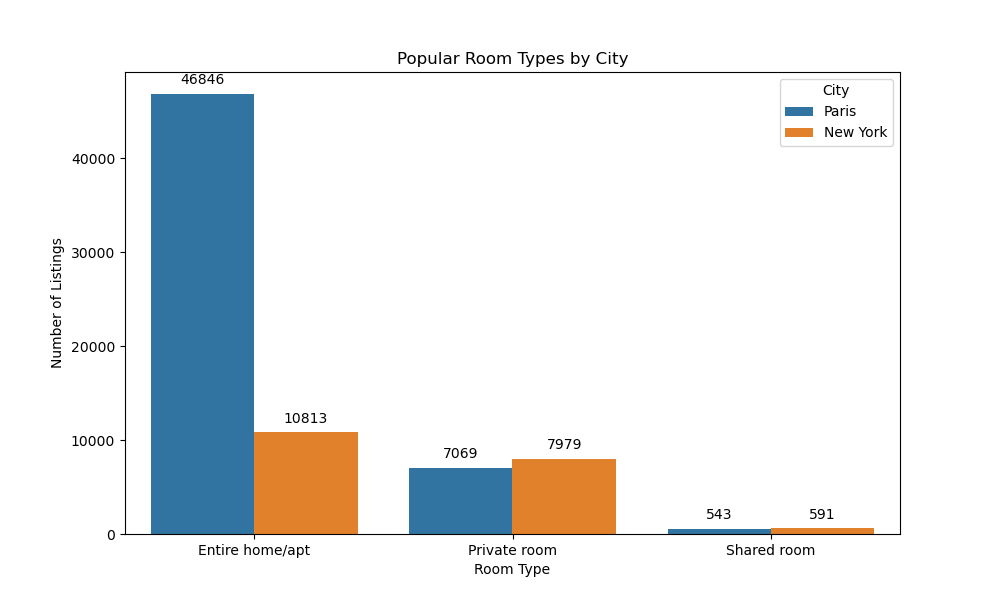 Popular Room Types by City
46846
City
Paris
New York
40000
30000
20000
10000
0
Number of Listings
10813
7069
7979
543
591
Entire home/apt
Private room
Shared room
Room Type